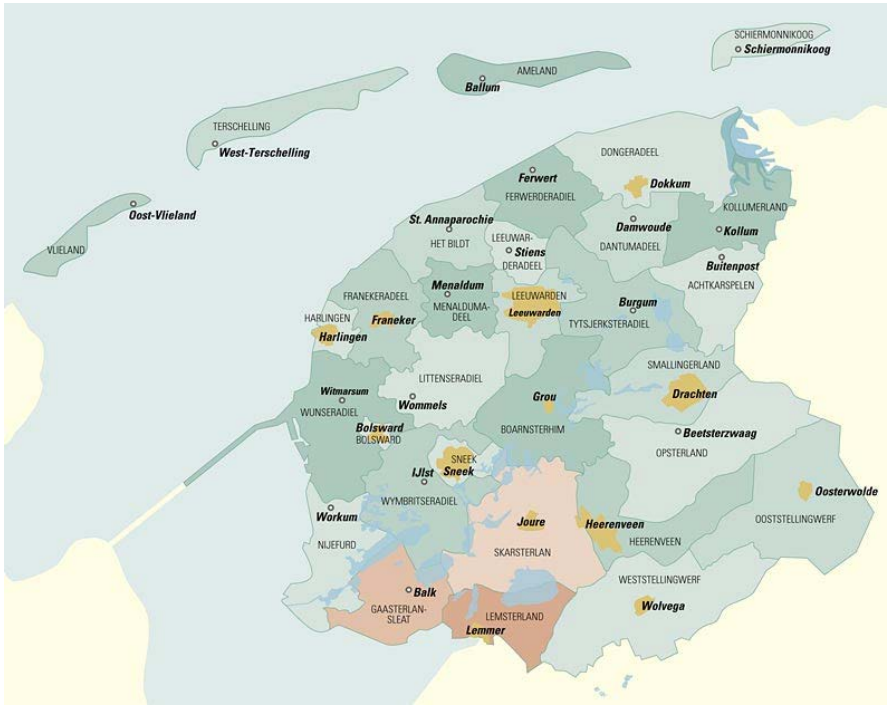 SCHIERMONNIKOOG
Schiermonnikoog
AMELAND
Ballum
TERSCHELLING
West-Terschelling
Oost-Vlieland
VLIELAND
DONGERADEEL
Ferwert
Dokkum
FERWERDERADIEL
KOLLUMERLAND
St. Annaparochie
Damwoude
Kollum
HET BILDT
LEEUWAR-
DERADEEL
Stiens
DANTUMADEEL
Buitenpost
ACHTKARSPELEN
Menaldum
FRANEKERADEEL
MENALDUMA-
DEEL
LEEUWARDEN
Leeuwarden
Burgum
TYTSJERKSTERADIEL
HARLINGEN
Harlingen
Franeker
LITTENSERADIEL
SMALLINGERLAND
Witmarsum
WUNSERADIEL
Wommels
Grou
Drachten
Bolsward
BOLSWARD
BOARNSTERHIM
Beetsterzwaag
OPSTERLAND
SNEEK
Sneek
IJlst
WYMBRITSERADIEL
Oosterwolde
OOSTSTELLINGWERF
Workum
NIJEFURD
Joure
SKARSTERLAN
Heerenveen
HEERENVEEN
WESTSTELLINGWERF
Balk
GAASTERLAN-
SLEAT
LEMSTERLAND
Lemmer
Wolvega